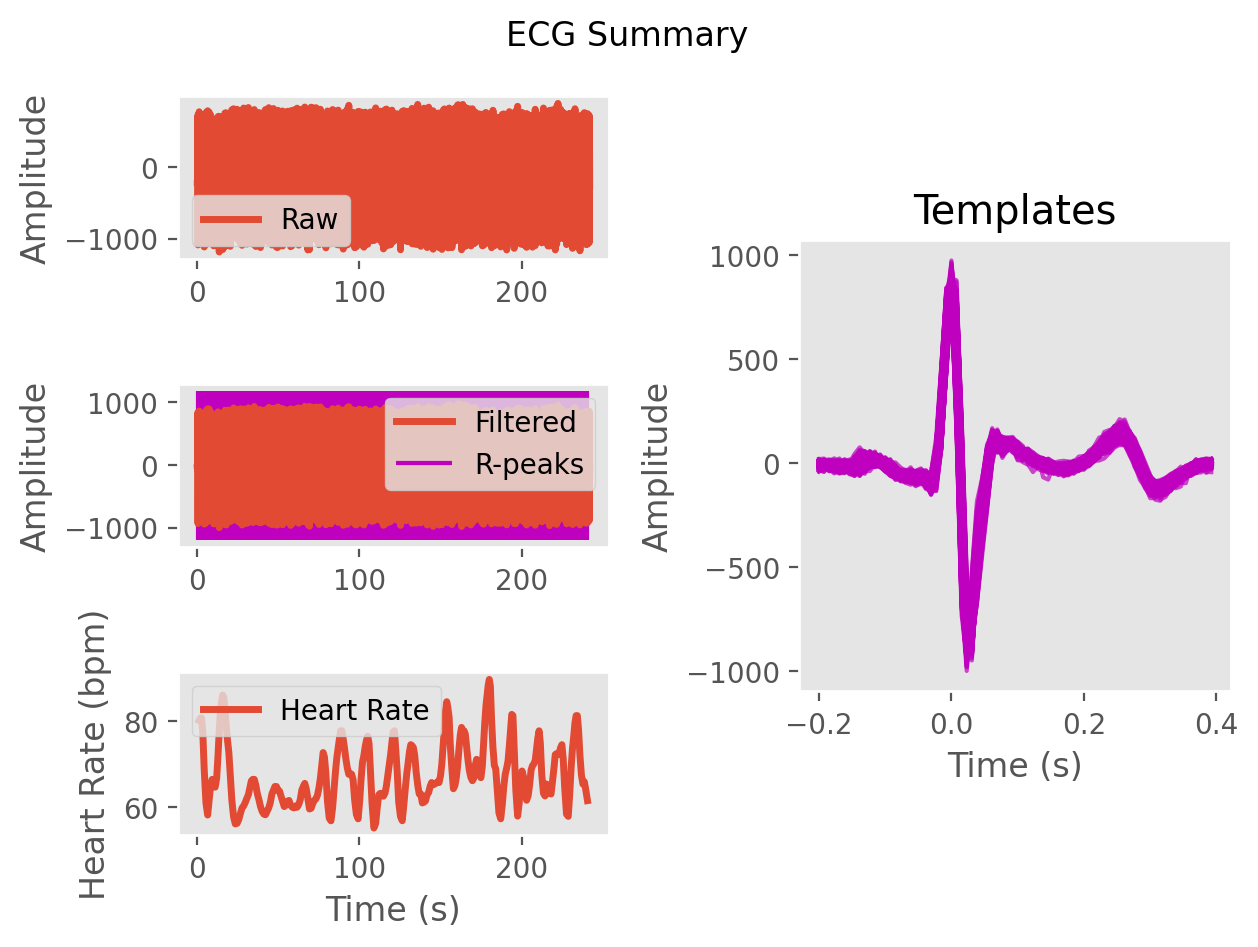 ECG Summary
Amplitude
0
−1000
Raw
0
100
200
Amplitude
1000
0
−1000
Filtered
R-peaks
0
100
200
Heart Rate (bpm)
80
60
Heart Rate
0
100
200
Time (s)
Templates
Amplitude
1000
500
0
−500
−1000
−0.2
0.0
0.2
0.4
Time (s)